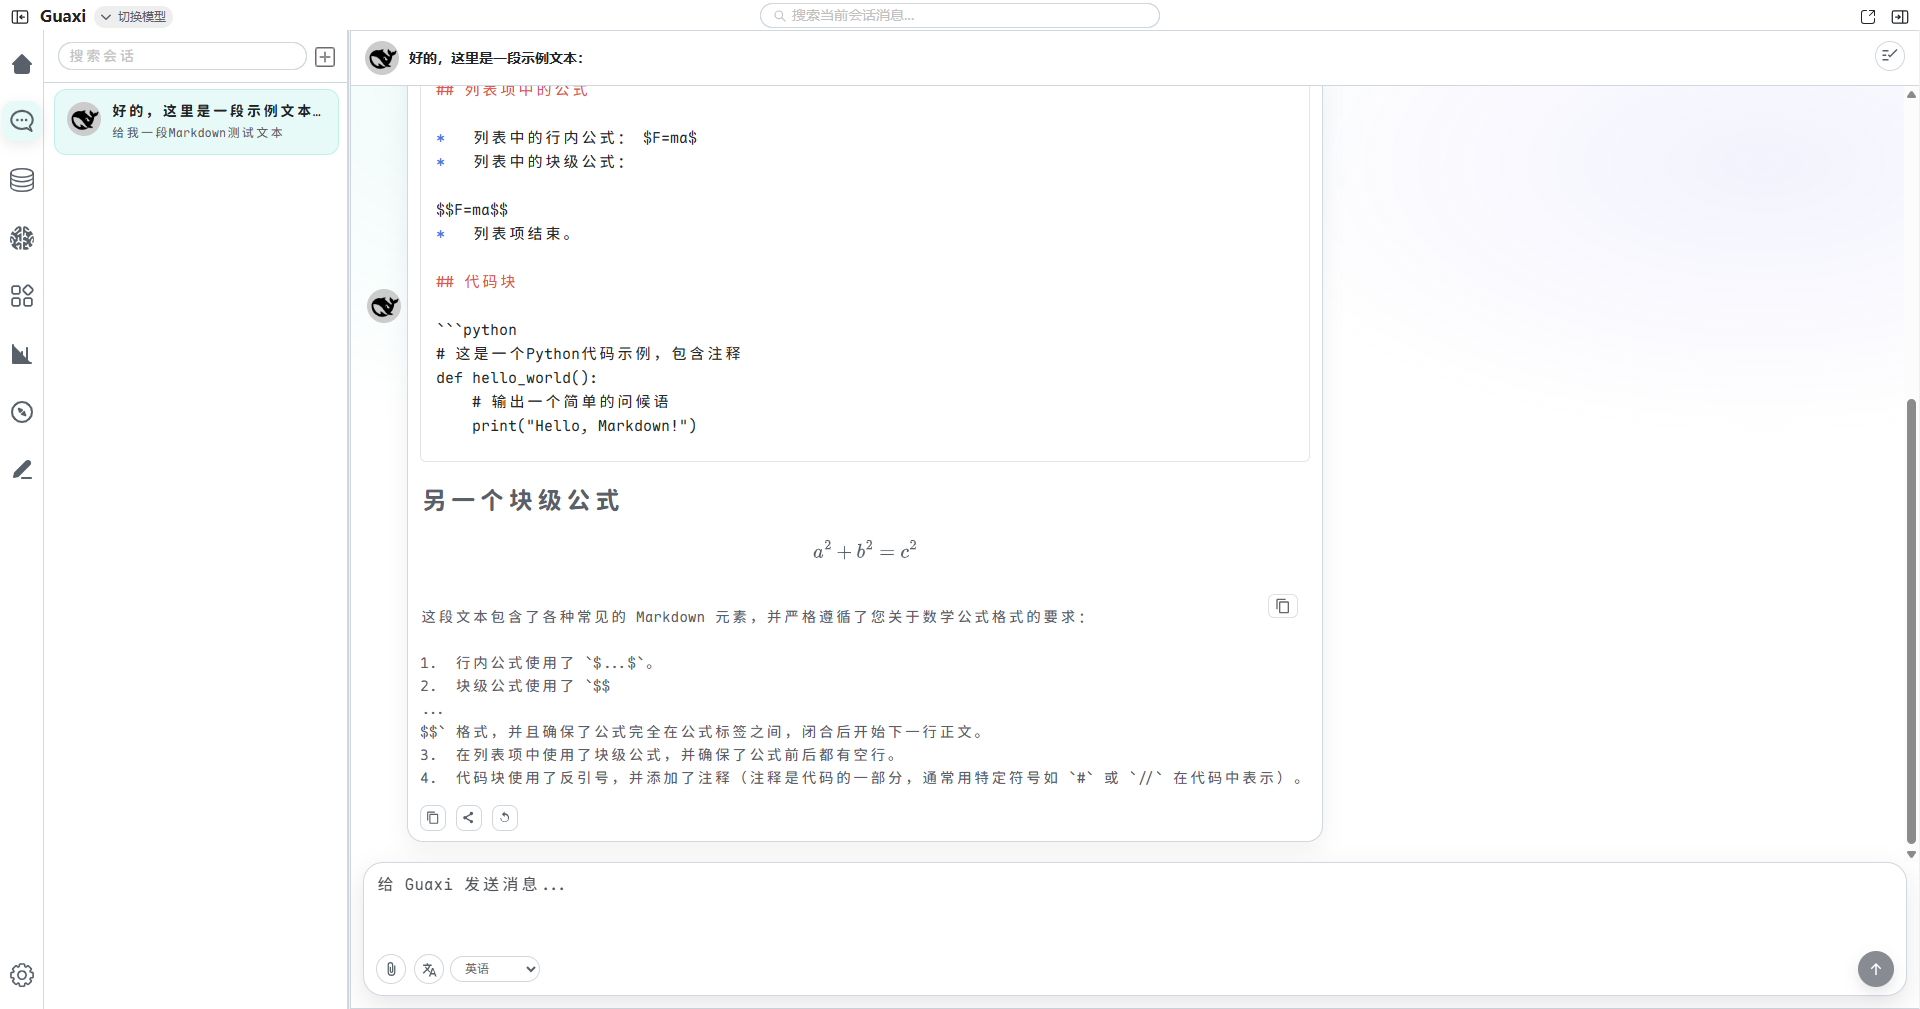 Guaxi
切换模型
搜索当前会话消息...
搜索会话
好的，这里是一段示例文本...
给我一段Markdown测试文本
好的，这里是一段示例文本：
## 列表项中的公式
*   列表中的行内公式： $F=ma$
*   列表中的块级公式：
$$F=ma$$
*   列表项结束。
## 代码块
```python
# 这是一个Python代码示例，包含注释
def hello_world():
    # 输出一个简单的问候语
    print("Hello, Markdown!")
另一个块级公式
a² + b² = c²
这段文本包含了各种常见的 Markdown 元素，并严格遵循了您关于数学公式格式的要求：
1.  行内公式使用了 `$...$`。
2.  块级公式使用了 `$$
...
$$` 格式，并且确保了公式完全在公式标签之间，闭合后开始下一行正文。
3.  在列表项中使用了块级公式，并确保了公式前后都有空行。
4.  代码块使用了反引号，并添加了注释（注释是代码的一部分，通常用特定符号如 `#` 或 `//` 在代码中表示）。
给 Guaxi 发送消息...
英语